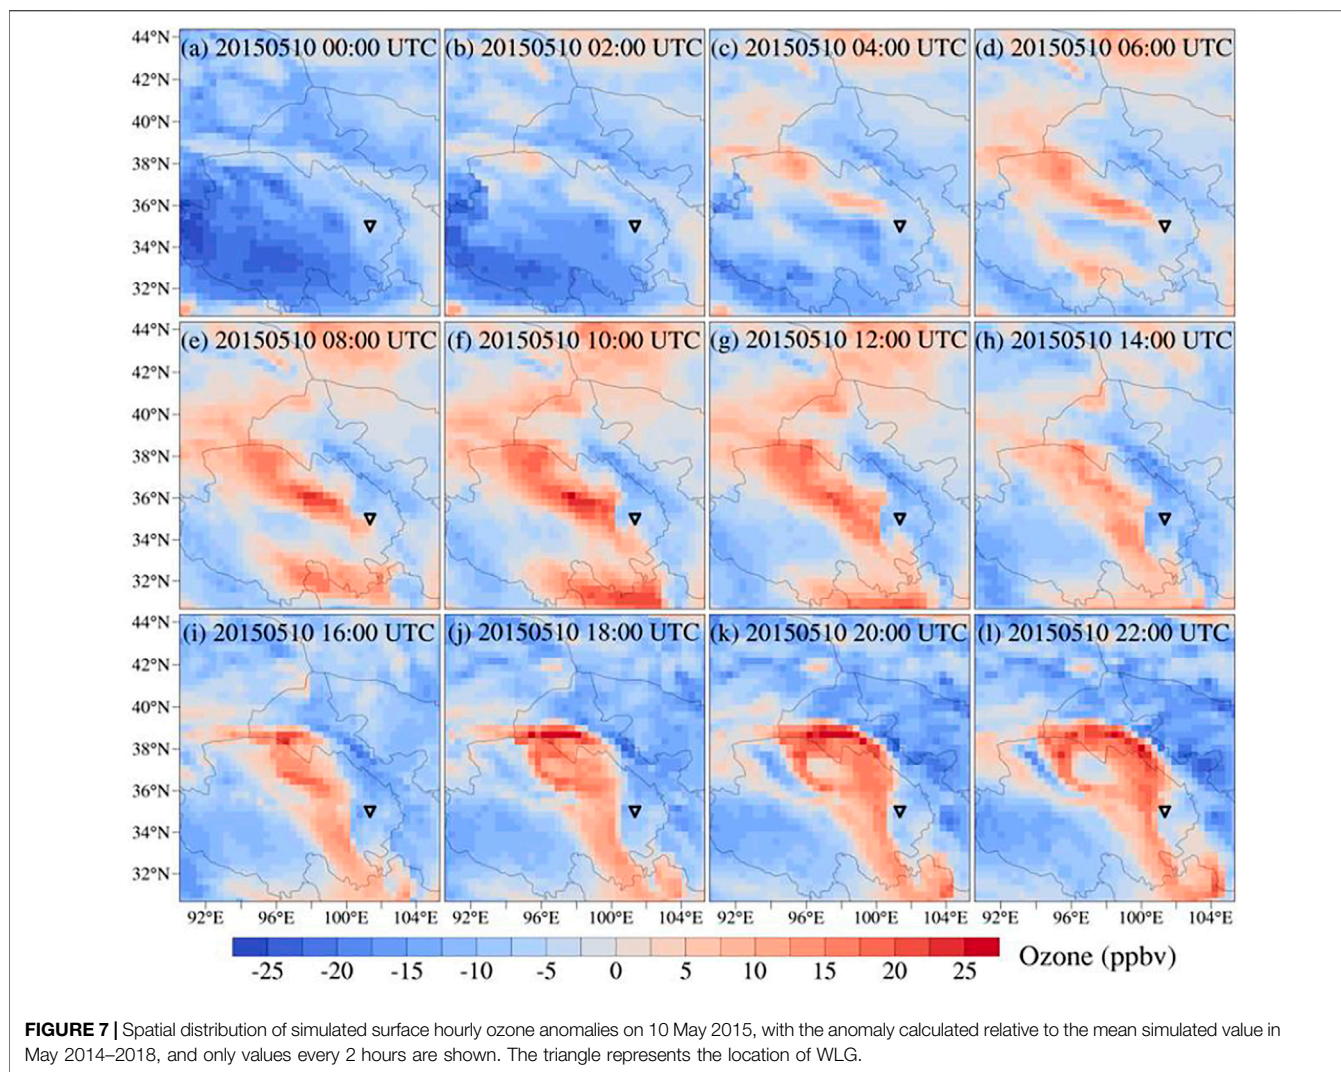 (a) 20150510 00:00 UTC (b) 20150510 02:00 UTC (c) 20150510 04:00 UTC (d) 20150510 06:00 UTC
44°N
42°N
40°N
38°N
36°N
34°N
32°N
(e) 20150510 08:00 UTC (f) 20150510 10:00 UTC (g) 20150510 12:00 UTC (h) 20150510 14:00 UTC
44°N
42°N
40°N
38°N
36°N
34°N
32°N
(i) 20150510 16:00 UTC (j) 20150510 18:00 UTC (k) 20150510 20:00 UTC (l) 20150510 22:00 UTC
44°N
42°N
40°N
38°N
36°N
34°N
32°N
92°E 96°E 100°E 104°E 92°E 96°E 100°E 104°E 92°E 96°E 100°E 104°E 92°E 96°E 100°E 104°E
-25 -20 -15 -10 -5 0 5 10 15 20 25 Ozone (ppbv)
FIGURE 7 | Spatial distribution of simulated surface hourly ozone anomalies on 10 May 2015, with the anomaly calculated relative to the mean simulated value in
May 2014–2018, and only values every 2 hours are shown. The triangle represents the location of WLG.